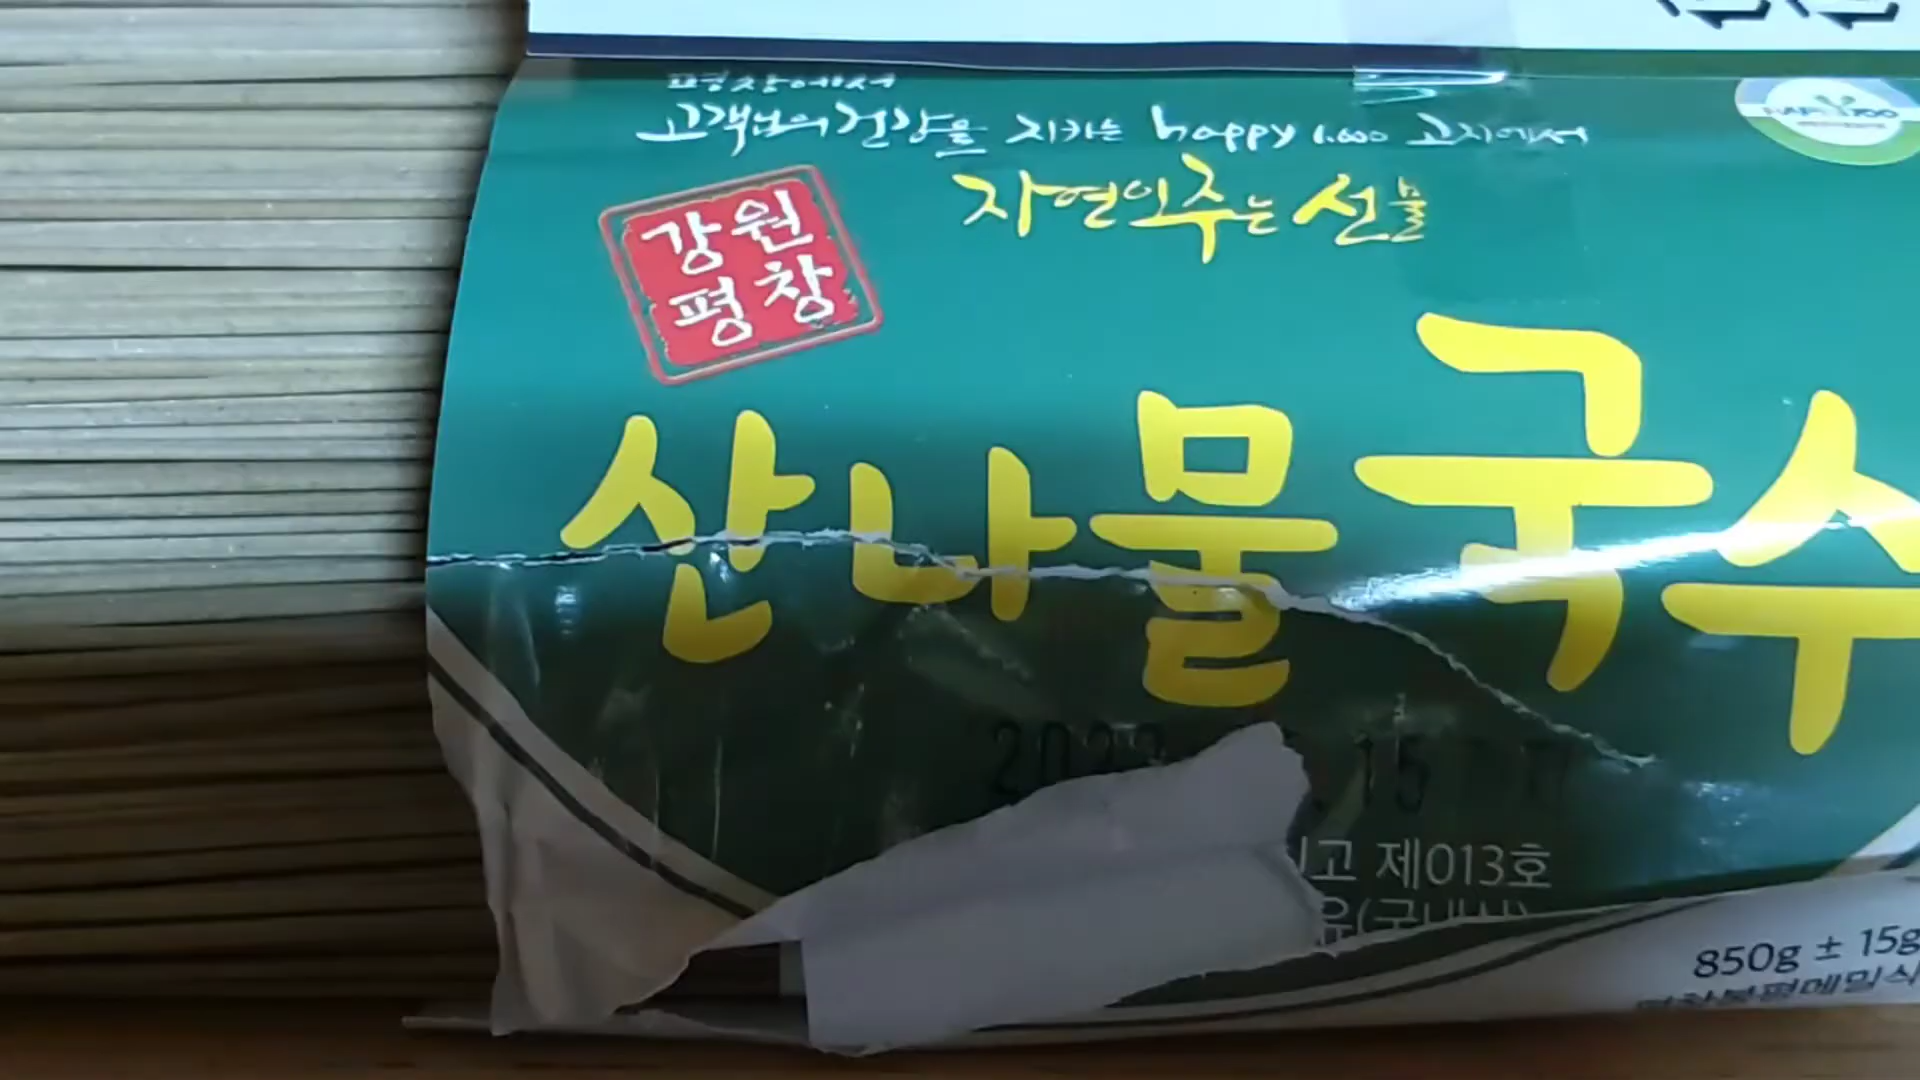 평창에서
고객님의 건강을 지키는 happy 고지에서
자연이 주는 선물
강원
평창
산나물국수
15
고 제013호
850g ± 15g